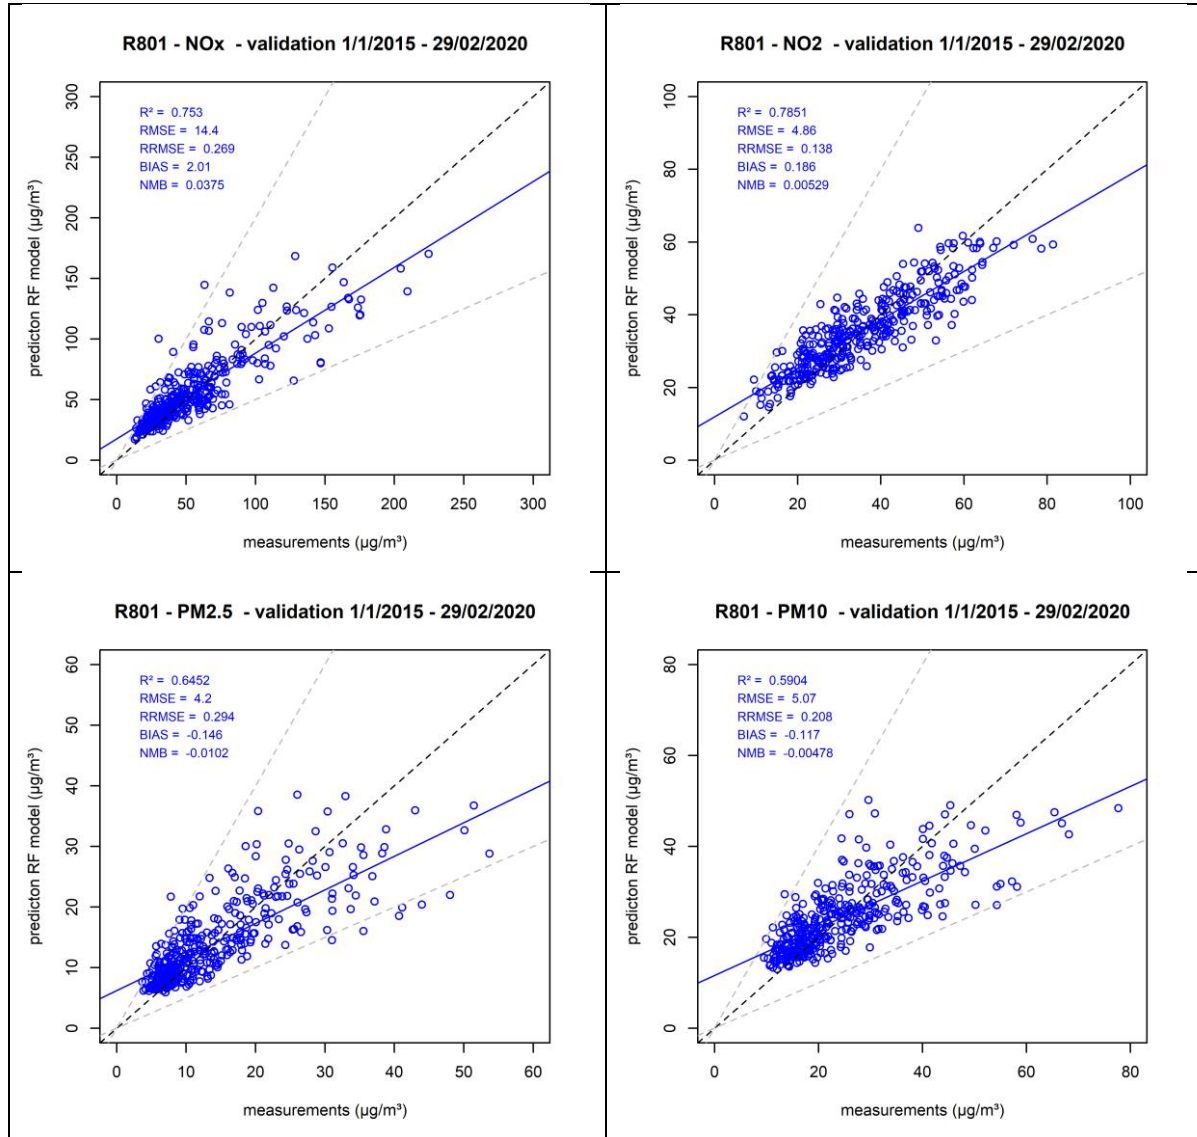 R801 - NOx - validation 1/1/2015 - 29/02/2020
R² = 0.753
RMSE = 14.4
RRMSE = 0.269
BIAS = 2.01
NMB = 0.0375
predicton RF model (µg/m³)
0 50 100 150 200 250 300
0 50 100 150 200 250 300
measurements (µg/m³)
R801 - NO2 - validation 1/1/2015 - 29/02/2020
R² = 0.7851
RMSE = 4.86
RRMSE = 0.138
BIAS = 0.186
NMB = 0.00529
predicton RF model (µg/m³)
0 20 40 60 80 100
0 20 40 60 80 100
measurements (µg/m³)
R801 - PM2.5 - validation 1/1/2015 - 29/02/2020
R² = 0.6452
RMSE = 4.2
RRMSE = 0.294
BIAS = -0.146
NMB = -0.0102
predicton RF model (µg/m³)
0 10 20 30 40 50 60
0 10 20 30 40 50 60
measurements (µg/m³)
R801 - PM10 - validation 1/1/2015 - 29/02/2020
R² = 0.5904
RMSE = 5.07
RRMSE = 0.208
BIAS = -0.117
NMB = -0.00478
predicton RF model (µg/m³)
0 20 40 60 80
0 20 40 60 80
measurements (µg/m³)